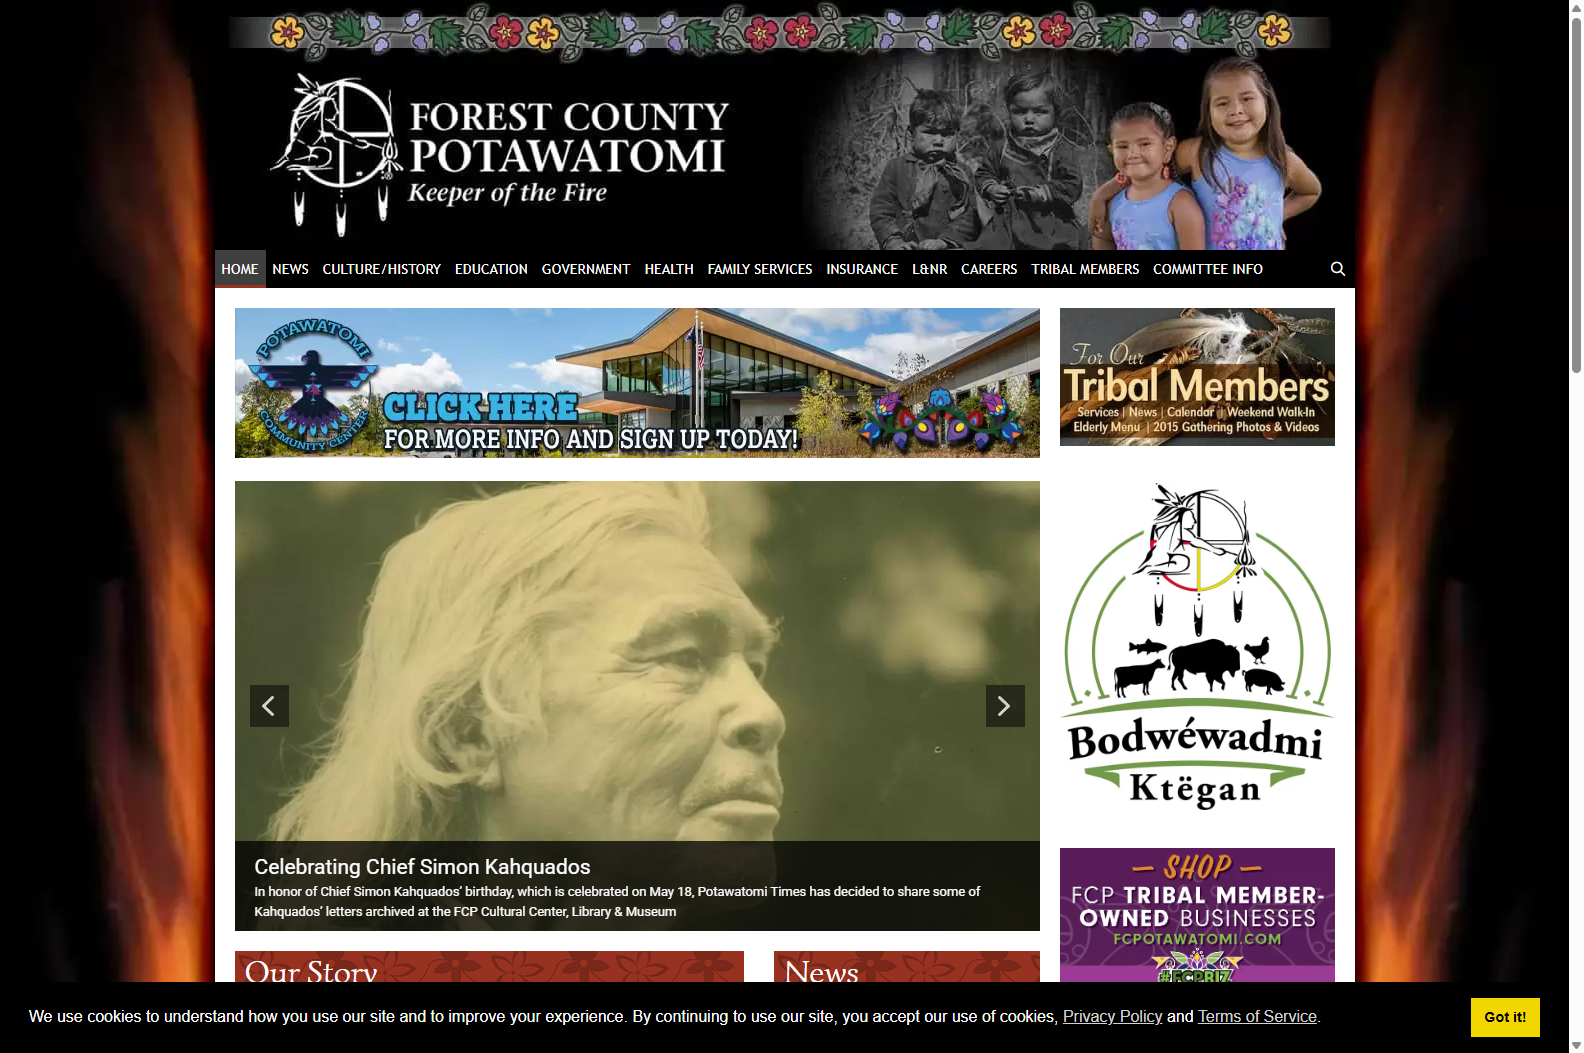 FOREST COUNTY
POTAWATOMI
Keeper of the Fire
HOME NEWS CULTURE/HISTORY EDUCATION GOVERNMENT HEALTH FAMILY SERVICES INSURANCE L&NR CAREERS TRIBAL MEMBERS COMMITTEE INFO
POTAWATOMI
COMMUNITY CENTER
CLICK HERE
FOR MORE INFO AND SIGN UP TODAY!
For Our
Tribal Members
Services | News | Calendar | Weekend Walk-In
Elderly Menu | 2015 Gathering Photos & Videos
Bodwéwadmi
Ktëgan
Celebrating Chief Simon Kahquados
In honor of Chief Simon Kahquados' birthday, which is celebrated on May 18, Potawatomi Times has decided to share some of
Kahquados' letters archived at the FCP Cultural Center, Library & Museum
— SHOP —
FCP TRIBAL MEMBER-
OWNED BUSINESSES
FCPOTAWATOMI.COM
#FCPBIZ
Our Story
News
We use cookies to understand how you use our site and to improve your experience. By continuing to use our site, you accept our use of cookies, Privacy Policy and Terms of Service.
Got it!